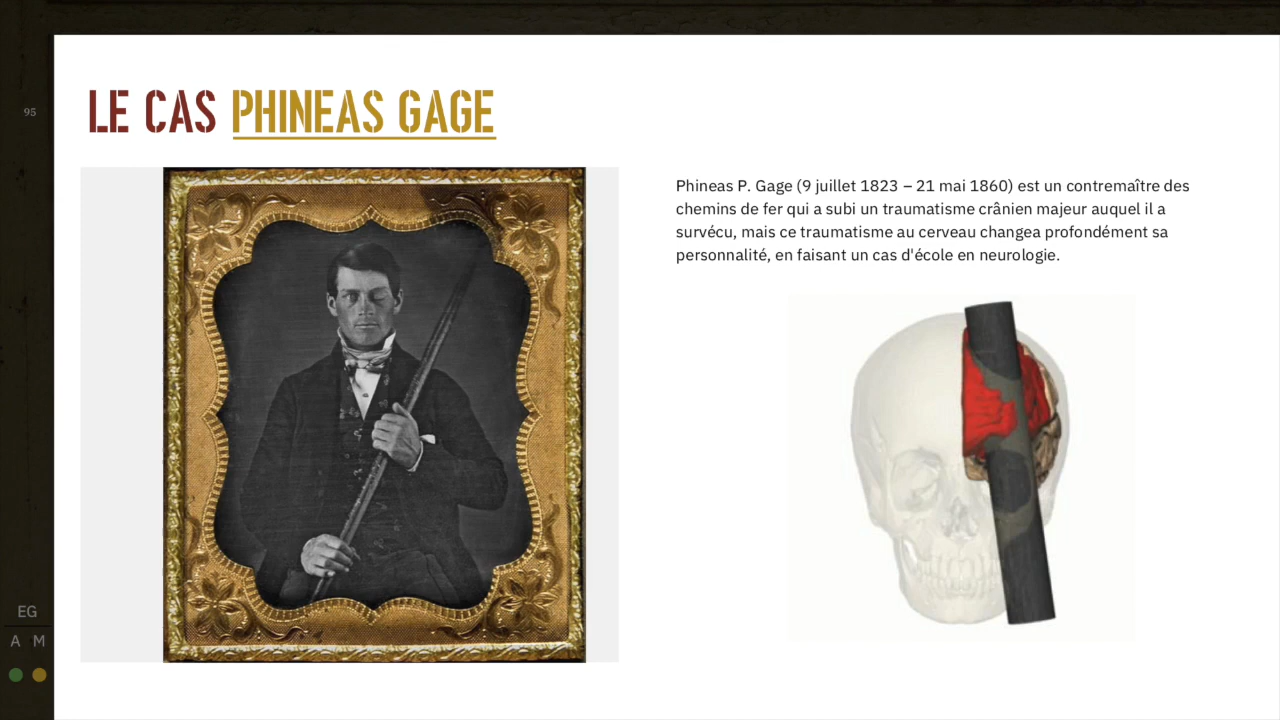 95
LE CAS PHINEAS GAGE
Phineas P. Gage (9 juillet 1823 – 21 mai 1860) est un contremaître des
chemins de fer qui a subi un traumatisme crânien majeur auquel il a
survécu, mais ce traumatisme au cerveau changea profondément sa
personnalité, en faisant un cas d'école en neurologie.
EG
A M